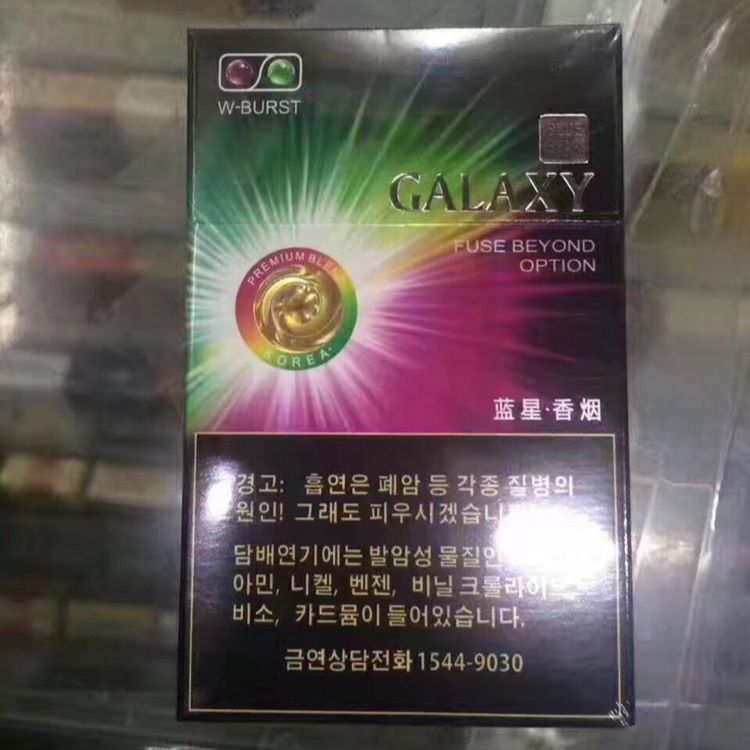 W-BURST
GALAXY
FUSE BEYOND
OPTION
PREMIUM
KOREA
蓝星·香烟
경고: 흡연은 폐암 등 각종 질병의
원인! 그래도 피우시겠습니
담배연기에는 발암성 물질인
아민, 니켈, 벤젠, 비닐 크롤라이드,
비소, 카드뮴이 들어있습니다.
금연상담전화 1544-9030